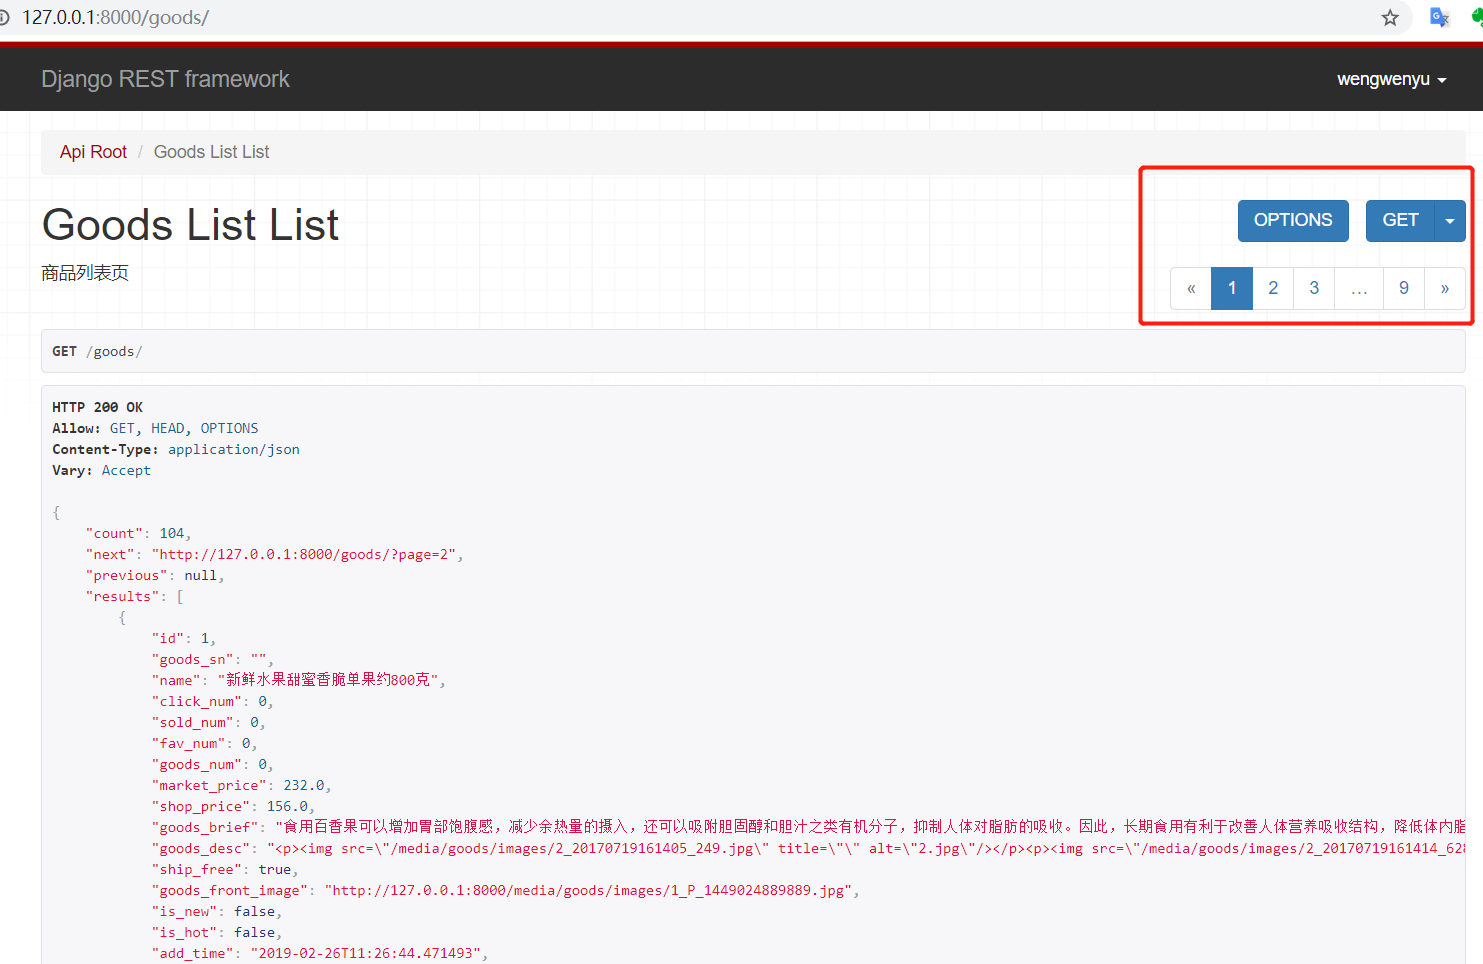 127.0.0.1:8000/goods/
Django REST framework
wengwenyu
Api Root / Goods List List
Goods List List
OPTIONS GET
商品列表页
« 1 2 3 … 9 »
GET /goods/
HTTP 200 OK
Allow: GET, HEAD, OPTIONS
Content-Type: application/json
Vary: Accept
{
"count": 104,
"next": "http://127.0.0.1:8000/goods/?page=2",
"previous": null,
"results": [
{
"id": 1,
"goods_sn": "",
"name": "新鲜水果甜蜜香脆单果约800克",
"click_num": 0,
"sold_num": 0,
"fav_num": 0,
"goods_num": 0,
"market_price": 232.0,
"shop_price": 156.0,
"goods_brief": "食用百香果可以增加胃部饱腹感，减少余热量的摄入，还可以吸附胆固醇和胆汁之类有机分子，抑制人体对脂肪的吸收。因此，长期食用有利于改善人体营养吸收结构，降低体内脂
"goods_desc": "<p><img src=\"/media/goods/images/2_20170719161405_249.jpg\" title=\"\" alt=\"2.jpg\"/></p><p><img src=\"/media/goods/images/2_20170719161414_628
"ship_free": true,
"goods_front_image": "http://127.0.0.1:8000/media/goods/images/1_P_1449024889889.jpg",
"is_new": false,
"is_hot": false,
"add_time": "2019-02-26T11:26:44.471493",